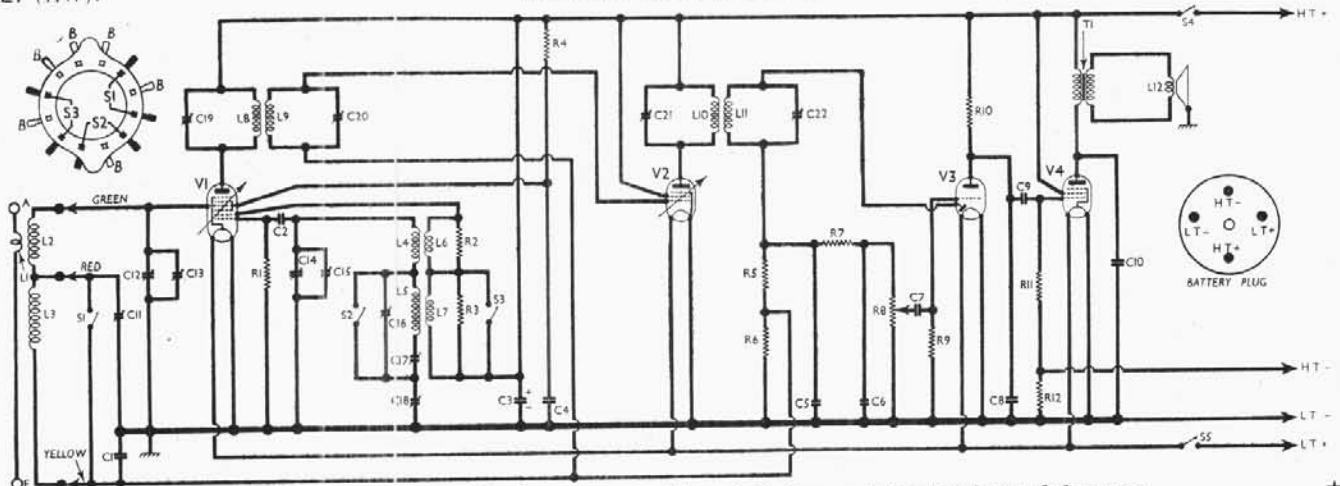 HT+
S4
T1
R4
B
B
B
B
B
B
S1
S3
S2
C19
L8
L9
C20
C21
L10
L11
C22
R10
L12
V1
V2
V3
V4
C9
HT-
LT-
LT+
HT+
BATTERY PLUG
A
GREEN
L2
RED
L1
L3
S1
C11
C12
C13
R1
C2
C14
C15
L4
L6
R2
L5
L7
R3
S3
S2
C16
C17
C18
C3
+
-
C4
R5
R7
R6
R8
C7
R9
C5
C6
C8
R11
R12
C10
HT-
LT-
LT+
S5
C1
YELLOW
E